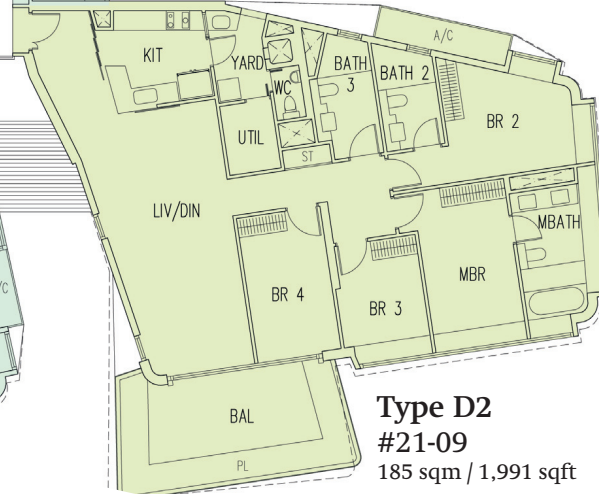 A/C
KIT
YARD
BATH
3
BATH 2
WC
BR 2
UTIL
ST
LIV/DIN
MBATH
MBR
BR 4
BR 3
BAL
PL
Type D2
#21-09
185 sqm / 1,991 sqft